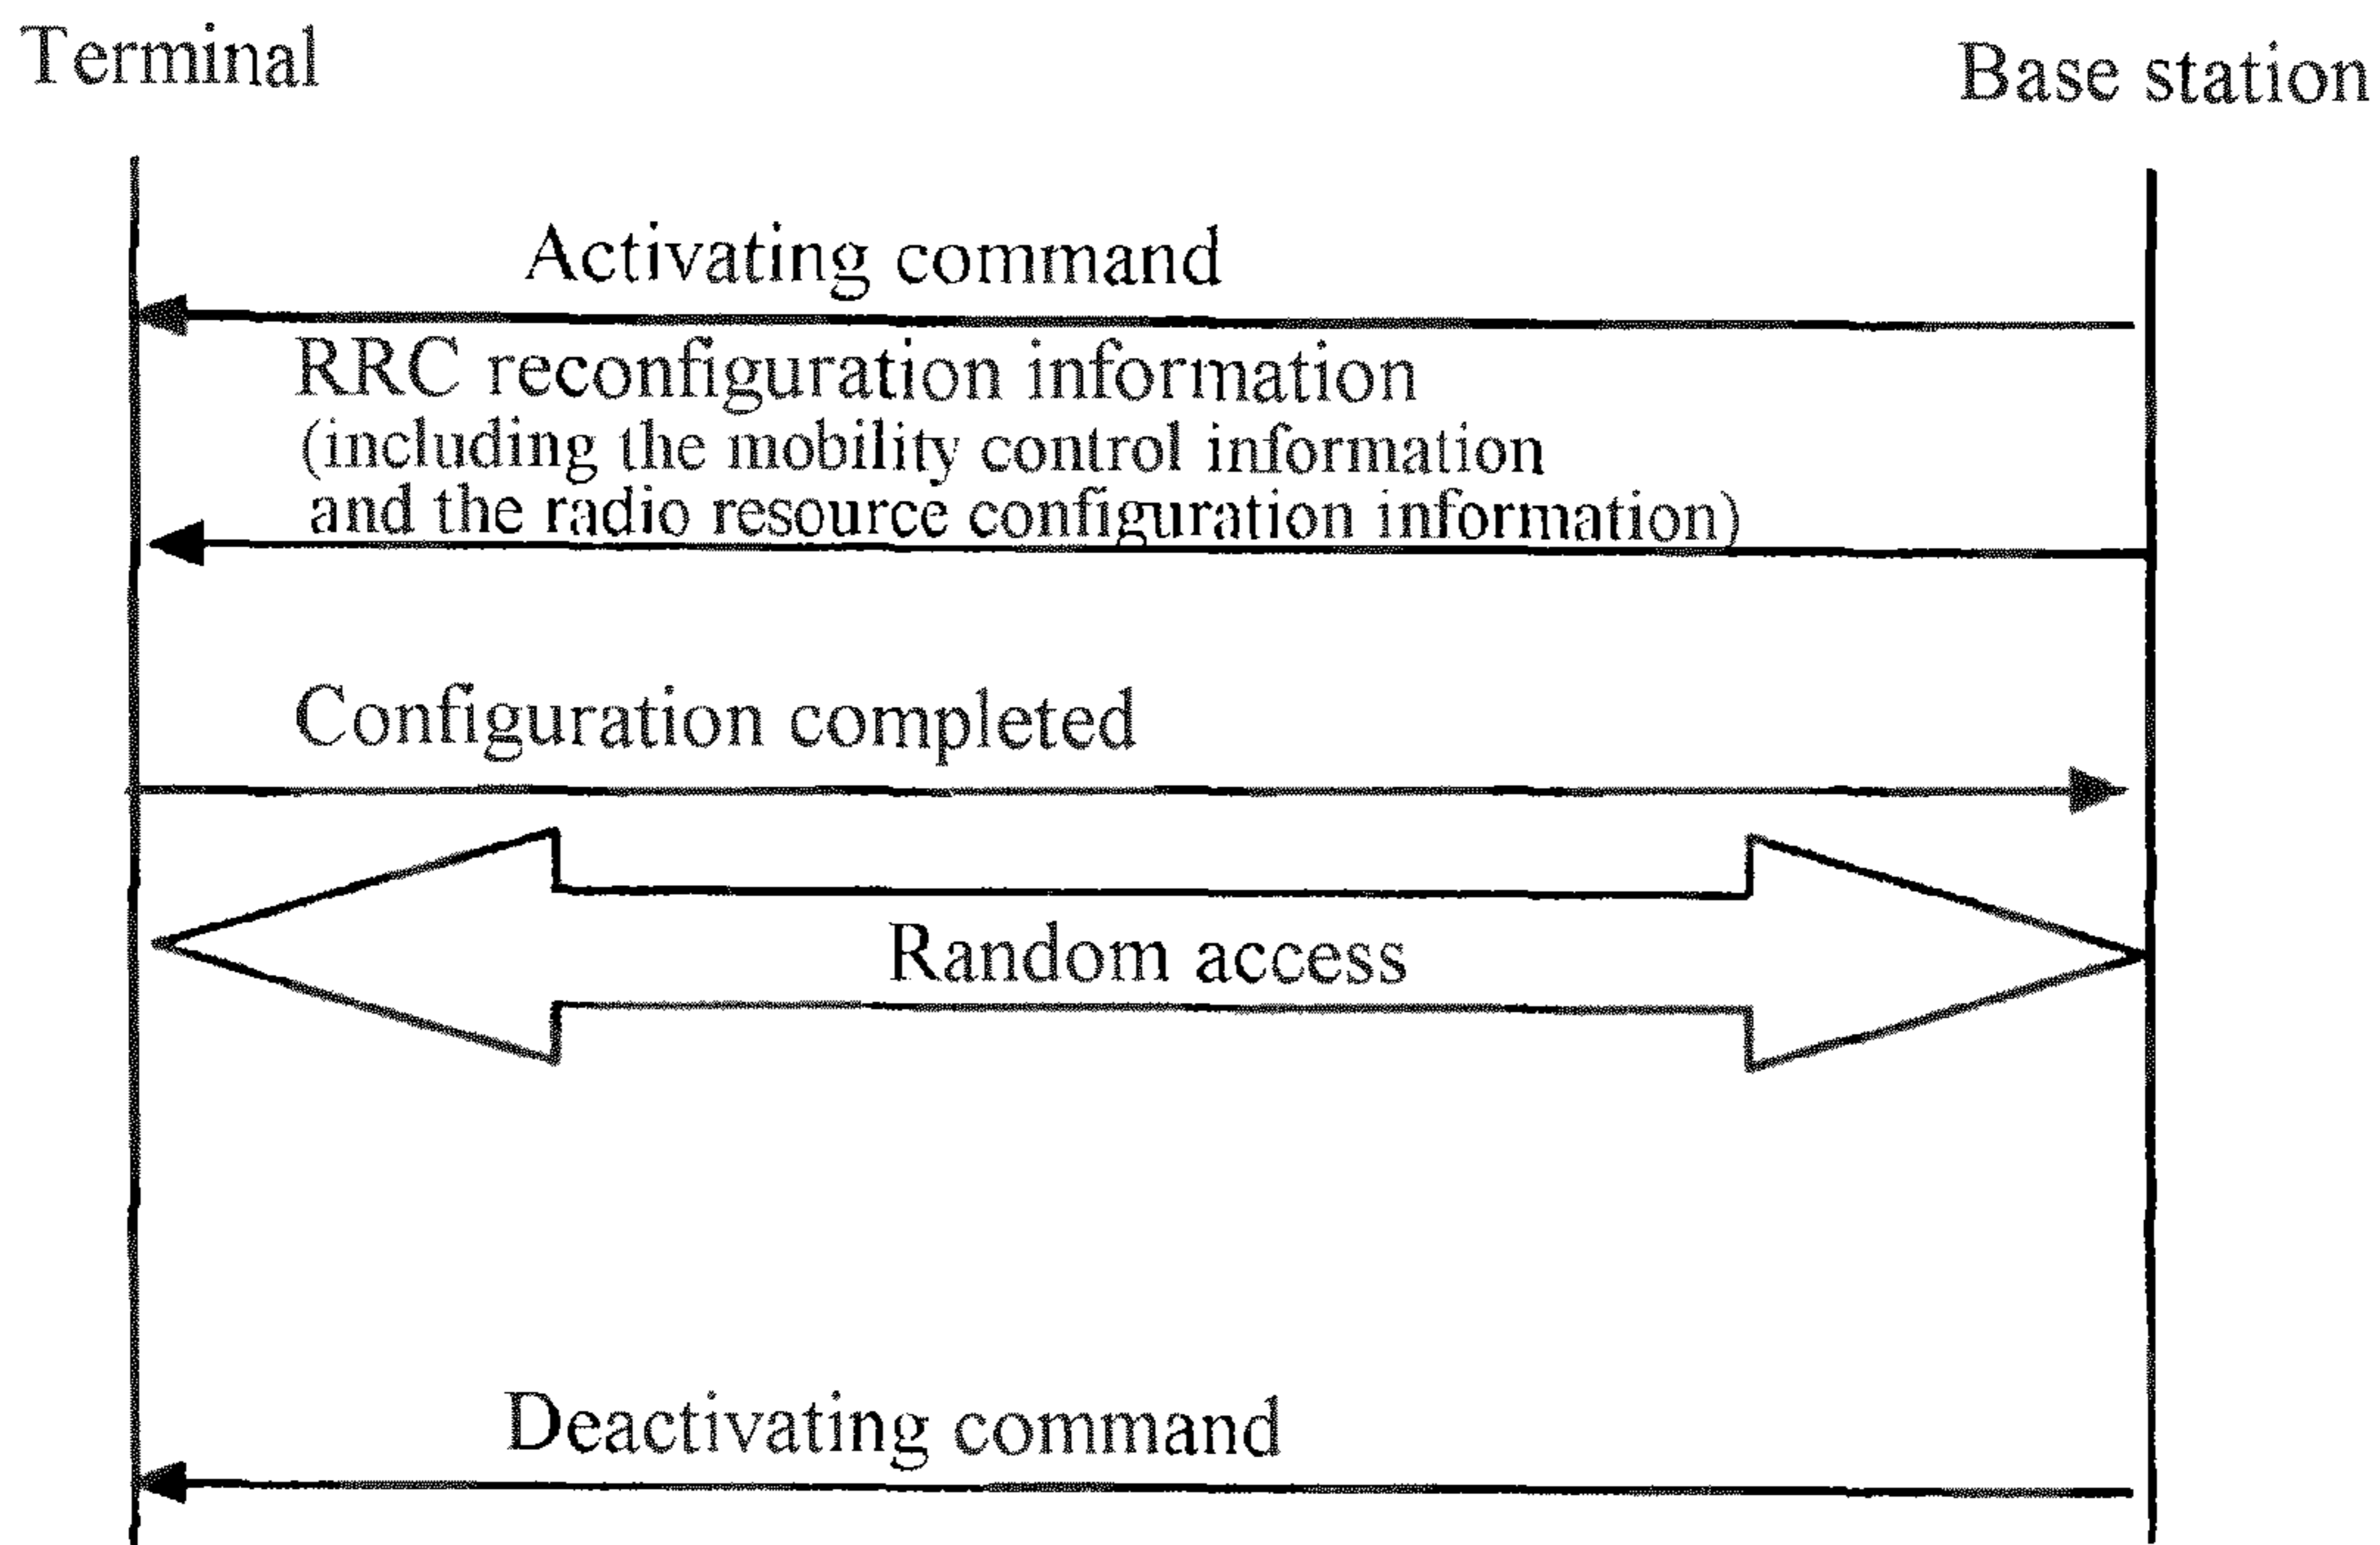 Terminal
Base station
Activating command
RRC reconfiguration information
(including the mobility control information
and the radio resource configuration information)
Configuration completed
Random access
Deactivating command